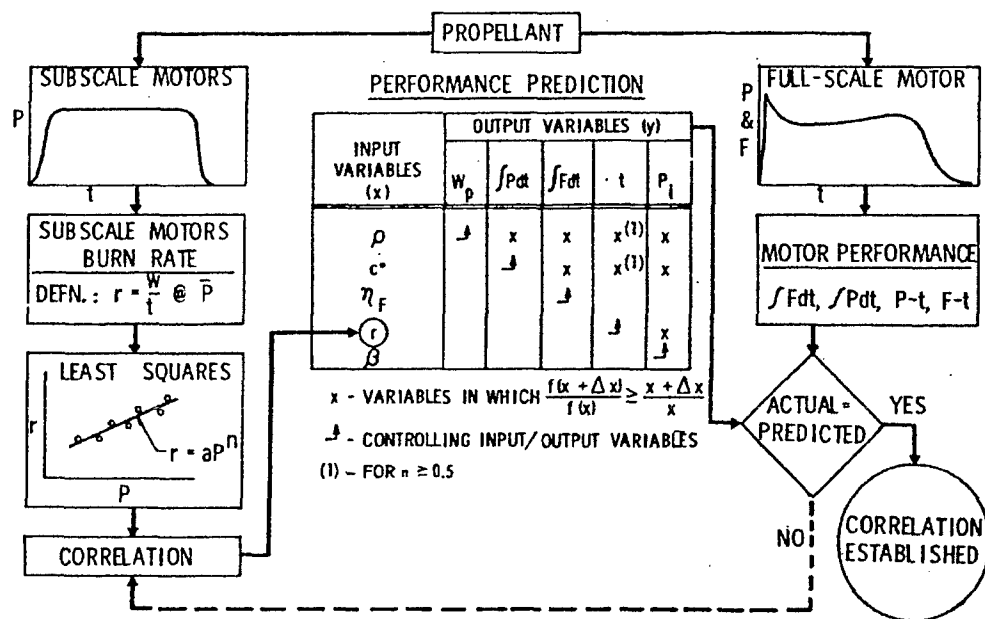 PROPELLANT
SUBSCALE MOTORS
P
t
SUBSCALE MOTORS
BURN RATE
DEFN.: r = W/t @ P̄
LEAST SQUARES
r
r = aPⁿ
P
CORRELATION
PERFORMANCE PREDICTION
INPUT
VARIABLES
(x)
OUTPUT VARIABLES (y)
W_p ∫Pdt ∫Fdt t P_i
ρ x x x(1) x
c* x x(1) x
η_F
r x
β
x - VARIABLES IN WHICH f(x + Δx)/f(x) ≥ (x + Δx)/x
- CONTROLLING INPUT/OUTPUT VARIABLES
(1) - FOR n ≥ 0.5
FULL-SCALE MOTOR
P
&
F
t
MOTOR PERFORMANCE
∫Fdt, ∫Pdt, P-t, F-t
ACTUAL=
PREDICTED
YES
NO
CORRELATION
ESTABLISHED